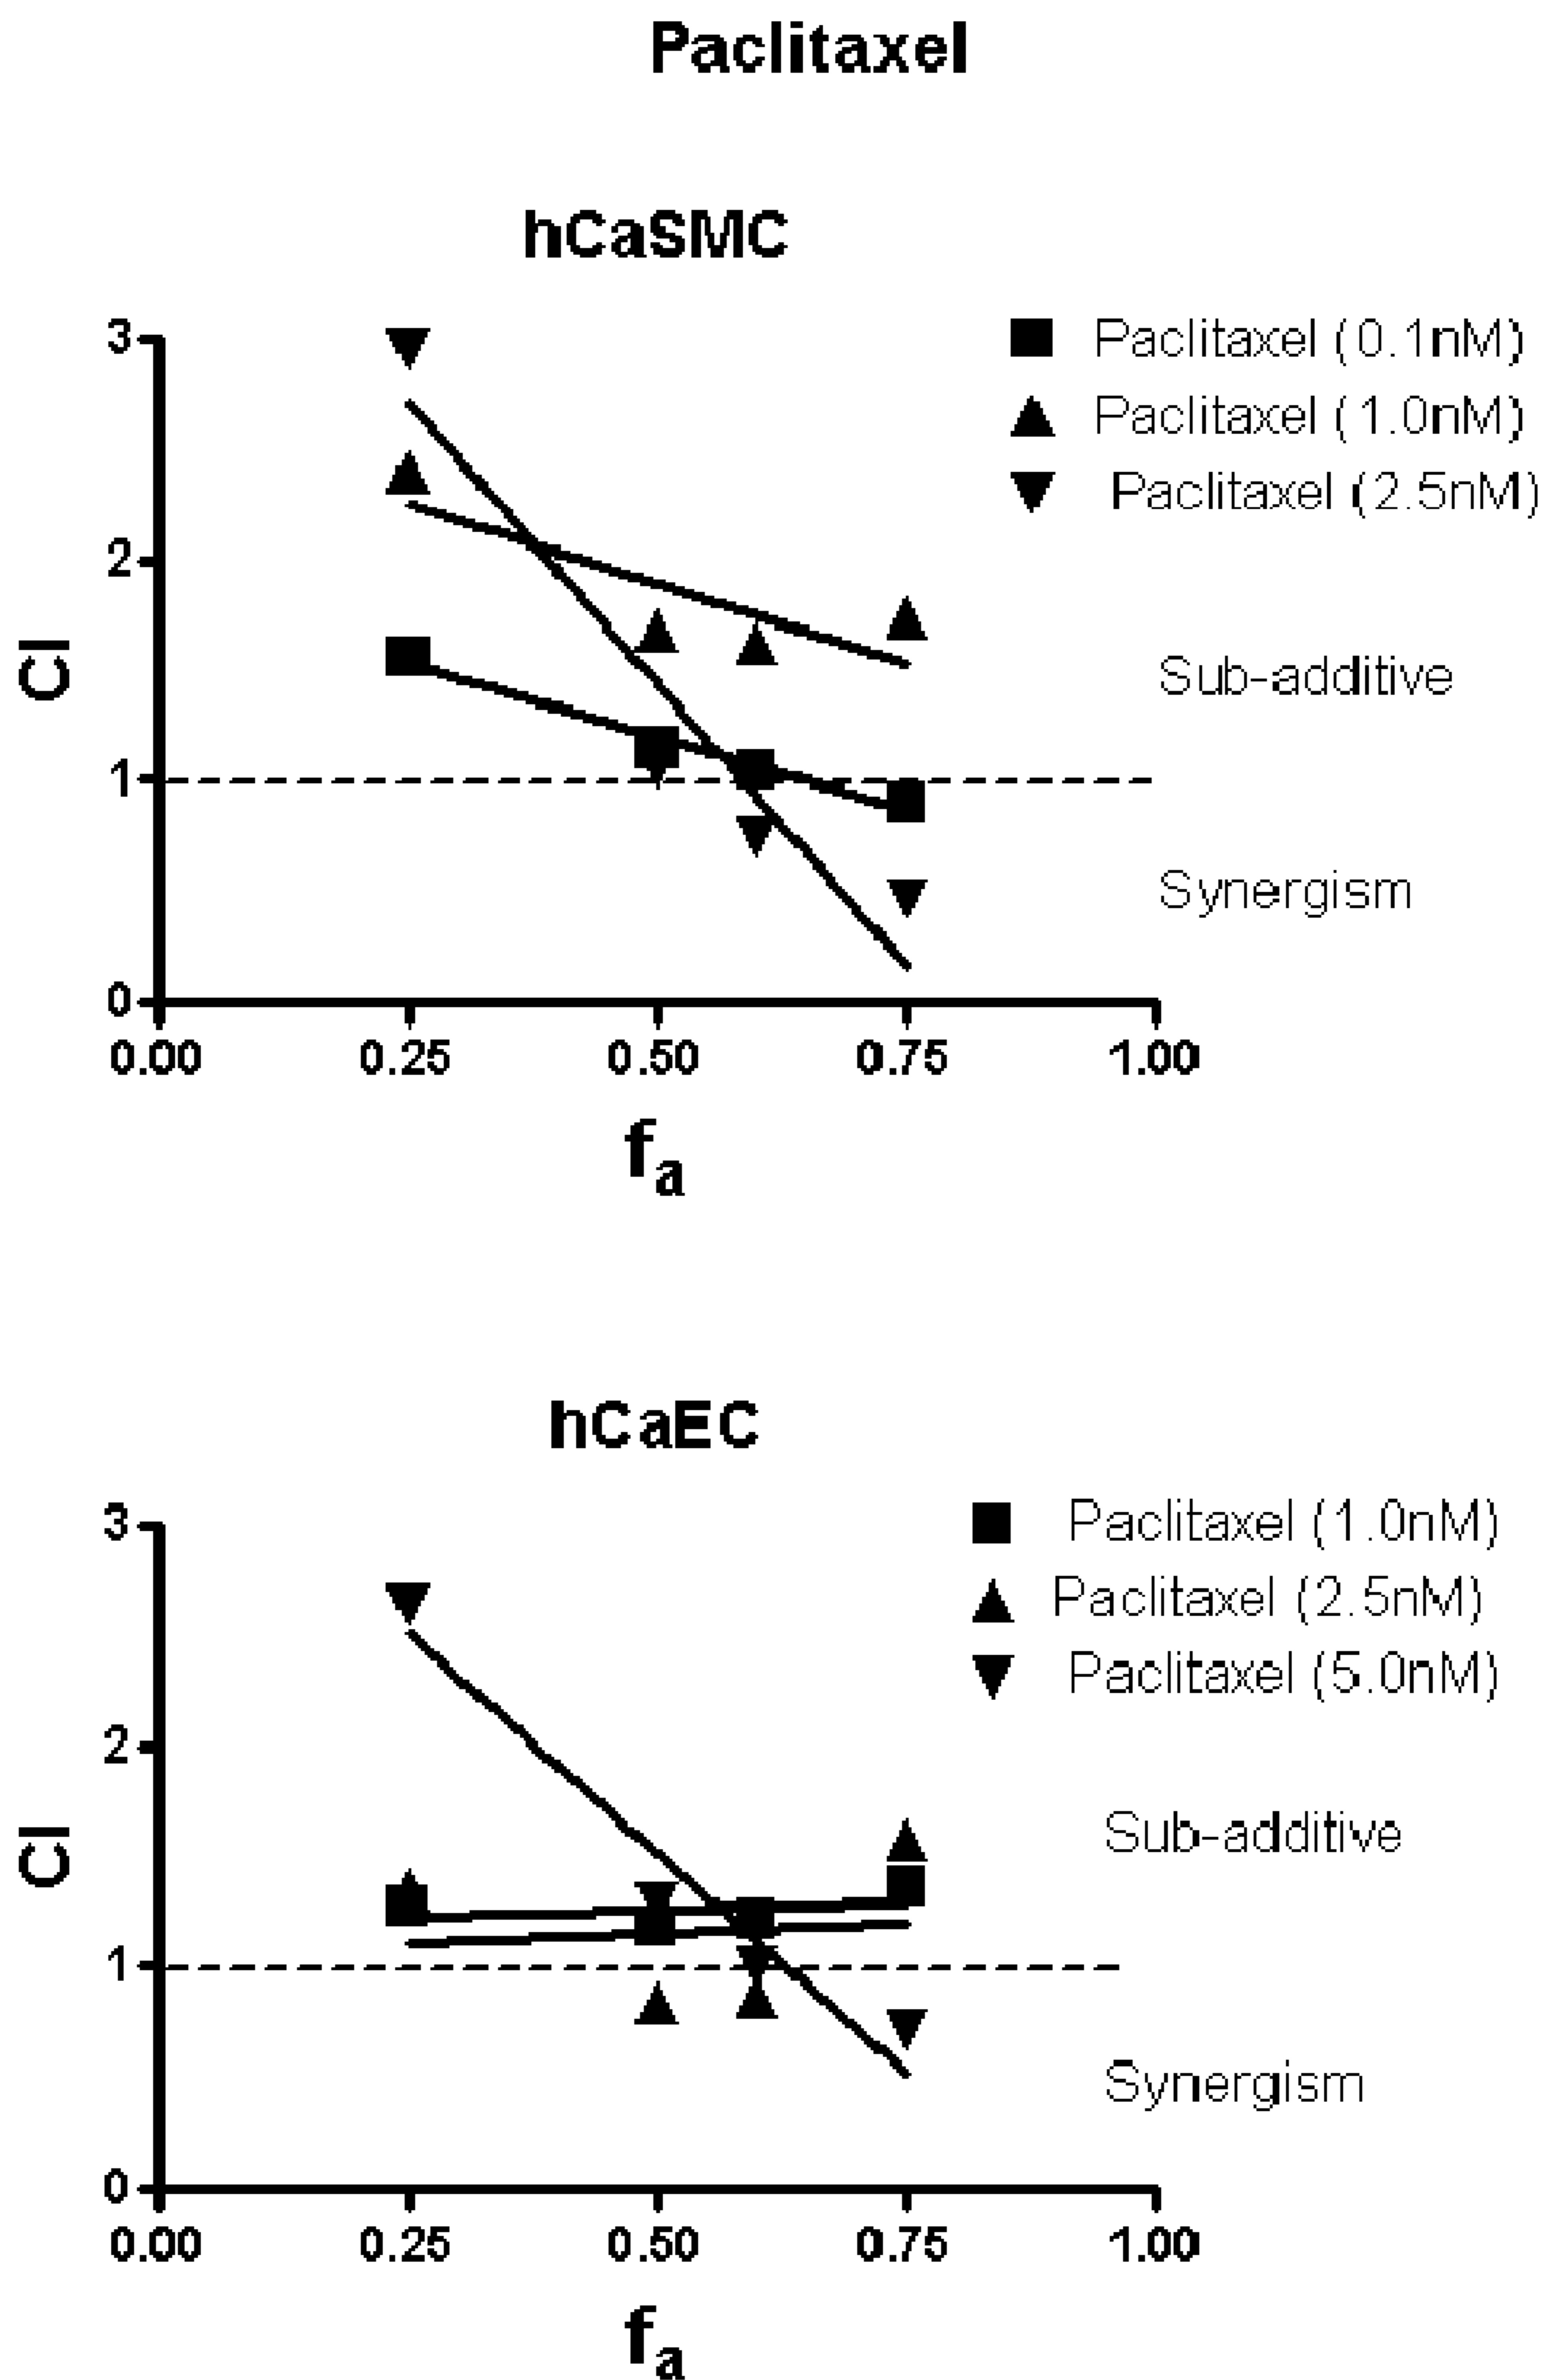 Paclitaxel
hCaSMC
Paclitaxel (0.1nM)
Paclitaxel (1.0nM)
Paclitaxel (2.5nM)
3
2
1
0
CI
Sub-additive
Synergism
0.00 0.25 0.50 0.75 1.00
fa
hCaEC
Paclitaxel (1.0nM)
Paclitaxel (2.5nM)
Paclitaxel (5.0nM)
3
2
1
0
CI
Sub-additive
Synergism
0.00 0.25 0.50 0.75 1.00
fa